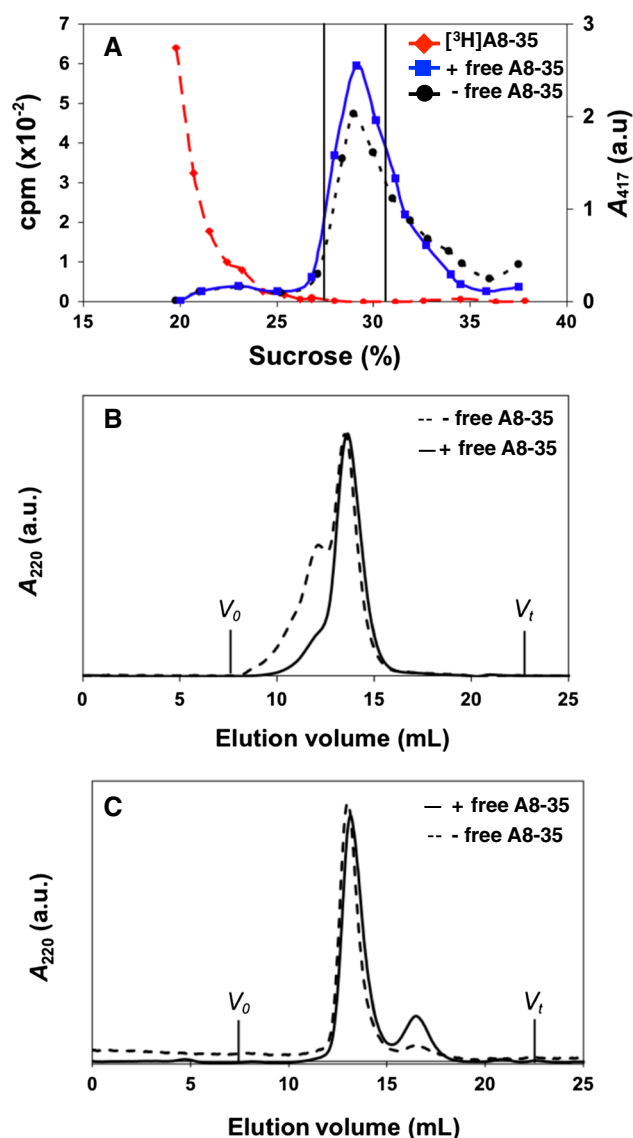 A
[³H]A8-35
+ free A8-35
- free A8-35
cpm (x10⁻²)
7
6
5
4
3
2
1
0
3
2
1
0
A₄₁₇ (a.u)
15 20 25 30 35 40
Sucrose (%)
B
-- - free A8-35
— + free A8-35
A₂₂₀ (a.u.)
V₀
Vₜ
0 5 10 15 20 25
Elution volume (mL)
C
— + free A8-35
-- - free A8-35
A₂₂₀ (a.u.)
V₀
Vₜ
0 5 10 15 20 25
Elution volume (mL)